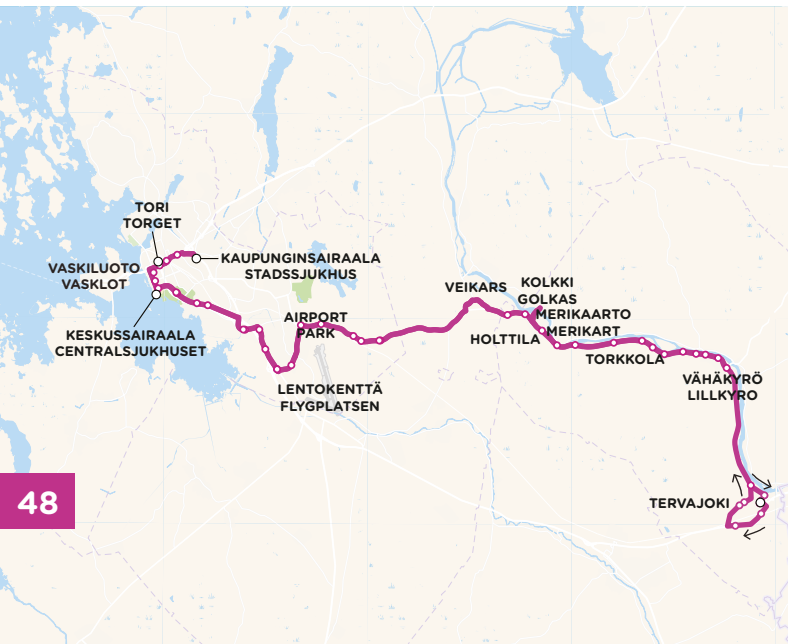 TORI
TORGET
KAUPUNGINSAIRAALA
STADSSJUKHUS
VASKILUOTO
VASKLOT
KESKUSSAIRAALA
CENTRALSJUKHUSET
AIRPORT
PARK
LENTOKENTTÄ
FLYGPLATSEN
VEIKARS
KOLKKI
GOLKAS
MERIKAARTO
MERIKART
HOLTTILA
TORKKOLA
VÄHÄKYRÖ
LILLKYRO
TERVAJOKI
48